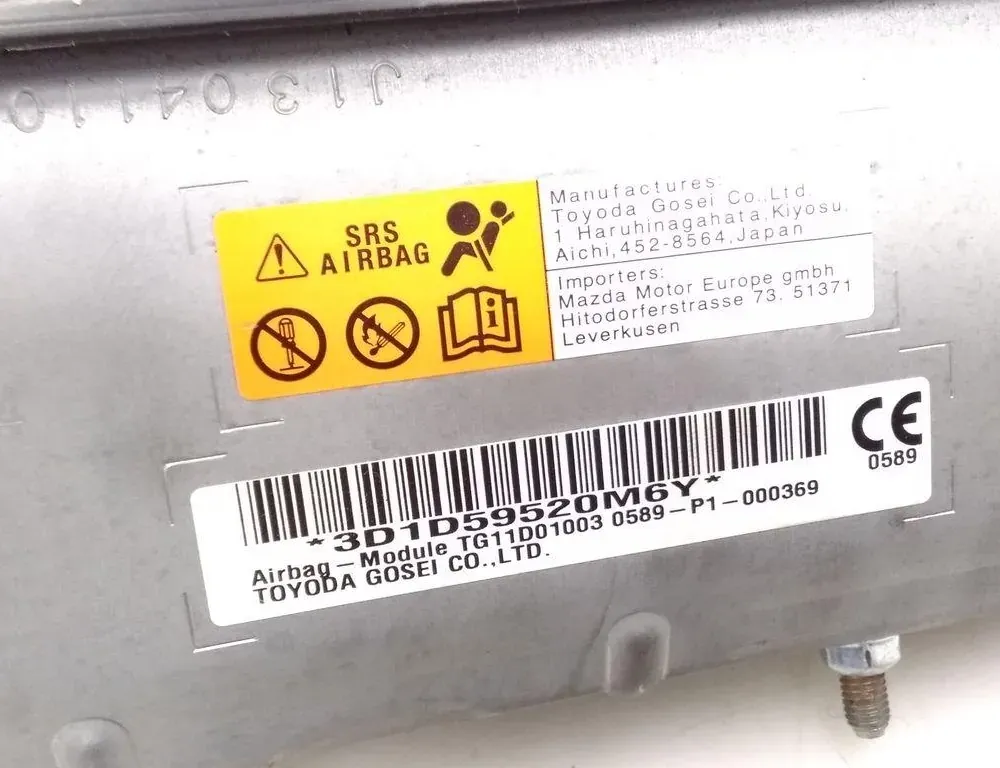 J1304110
SRS
AIRBAG
Manufactures:
Toyoda Gosei Co.,Ltd.
1 Haruhinagahata,Kiyosu,
Aichi,452-8564,Japan
Importers:
Mazda Motor Europe gmbh
Hitodorferstrasse 73. 51371
Leverkusen
*3D1D59520M6Y*
Airbag-Module TG11D01003 0589-P1-000369
TOYODA GOSEI CO.,LTD.
CE
0589